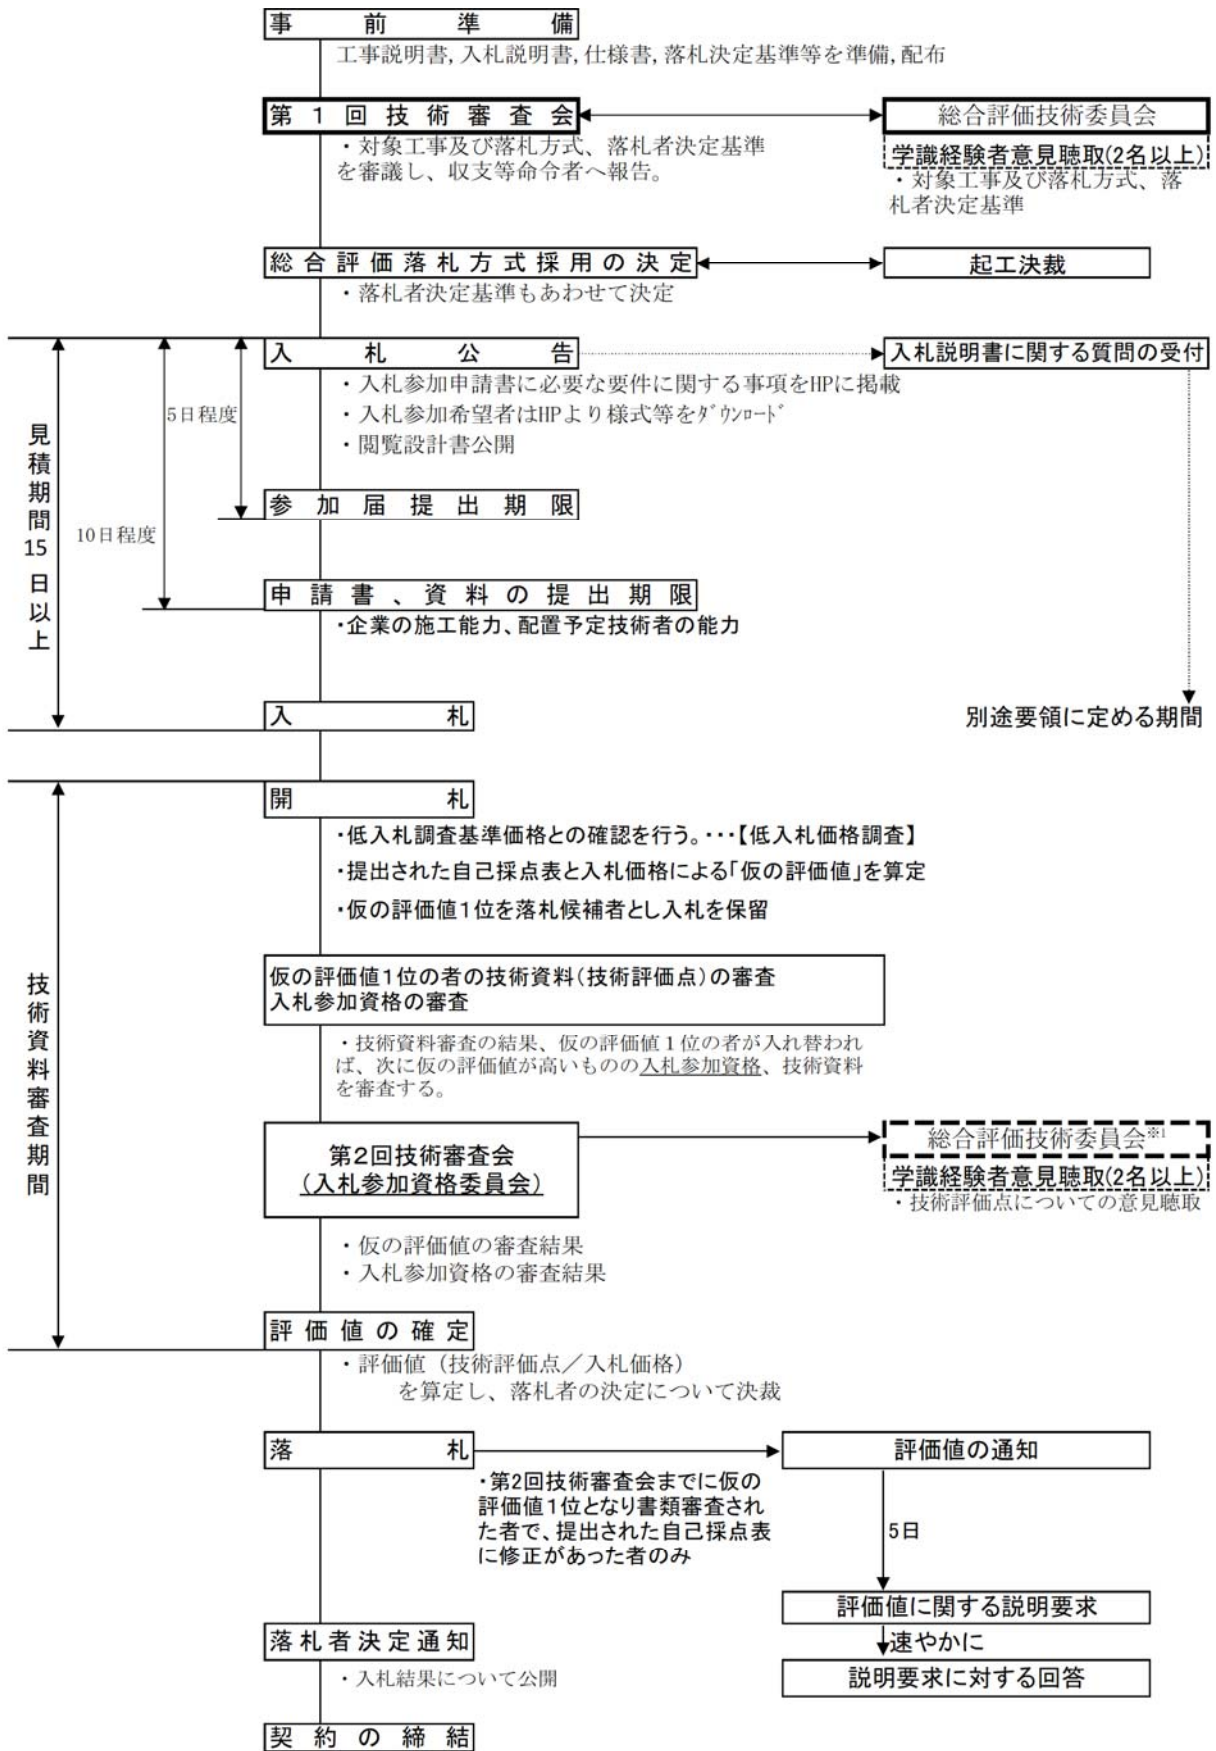 事前準備
工事説明書,入札説明書,仕様書,落札決定基準等を準備,配布
第1回技術審査会
総合評価技術委員会
・対象工事及び落札方式、落札者決定基準
を審議し、収支等命令者へ報告。
学識経験者意見聴取(2名以上)
・対象工事及び落札方式、落
札者決定基準
総合評価落札方式採用の決定
起工決裁
・落札者決定基準もあわせて決定
入札公告
入札説明書に関する質問の受付
・入札参加申請書に必要な要件に関する事項をHPに掲載
・入札参加希望者はHPより様式等をﾀﾞｳﾝﾛｰﾄﾞ
・閲覧設計書公開
5日程度
見積期間15日以上
10日程度
参加届提出期限
申請書、資料の提出期限
・企業の施工能力、配置予定技術者の能力
入札
別途要領に定める期間
開札
・低入札調査基準価格との確認を行う。・・・【低入札価格調査】
・提出された自己採点表と入札価格による「仮の評価値」を算定
・仮の評価値1位を落札候補者とし入札を保留
技術資料審査期間
仮の評価値1位の者の技術資料(技術評価点)の審査
入札参加資格の審査
・技術資料審査の結果、仮の評価値１位の者が入れ替われ
ば、次に仮の評価値が高いものの入札参加資格、技術資料
を審査する。
第2回技術審査会
(入札参加資格委員会)
総合評価技術委員会※1
学識経験者意見聴取(2名以上)
・技術評価点についての意見聴取
・仮の評価値の審査結果
・入札参加資格の審査結果
評価値の確定
・評価値（技術評価点／入札価格）
を算定し、落札者の決定について決裁
落札
評価値の通知
・第2回技術審査会までに仮の
評価値1位となり書類審査され
た者で、提出された自己採点表
に修正があった者のみ
5日
評価値に関する説明要求
落札者決定通知
速やかに
・入札結果について公開
説明要求に対する回答
契約の締結